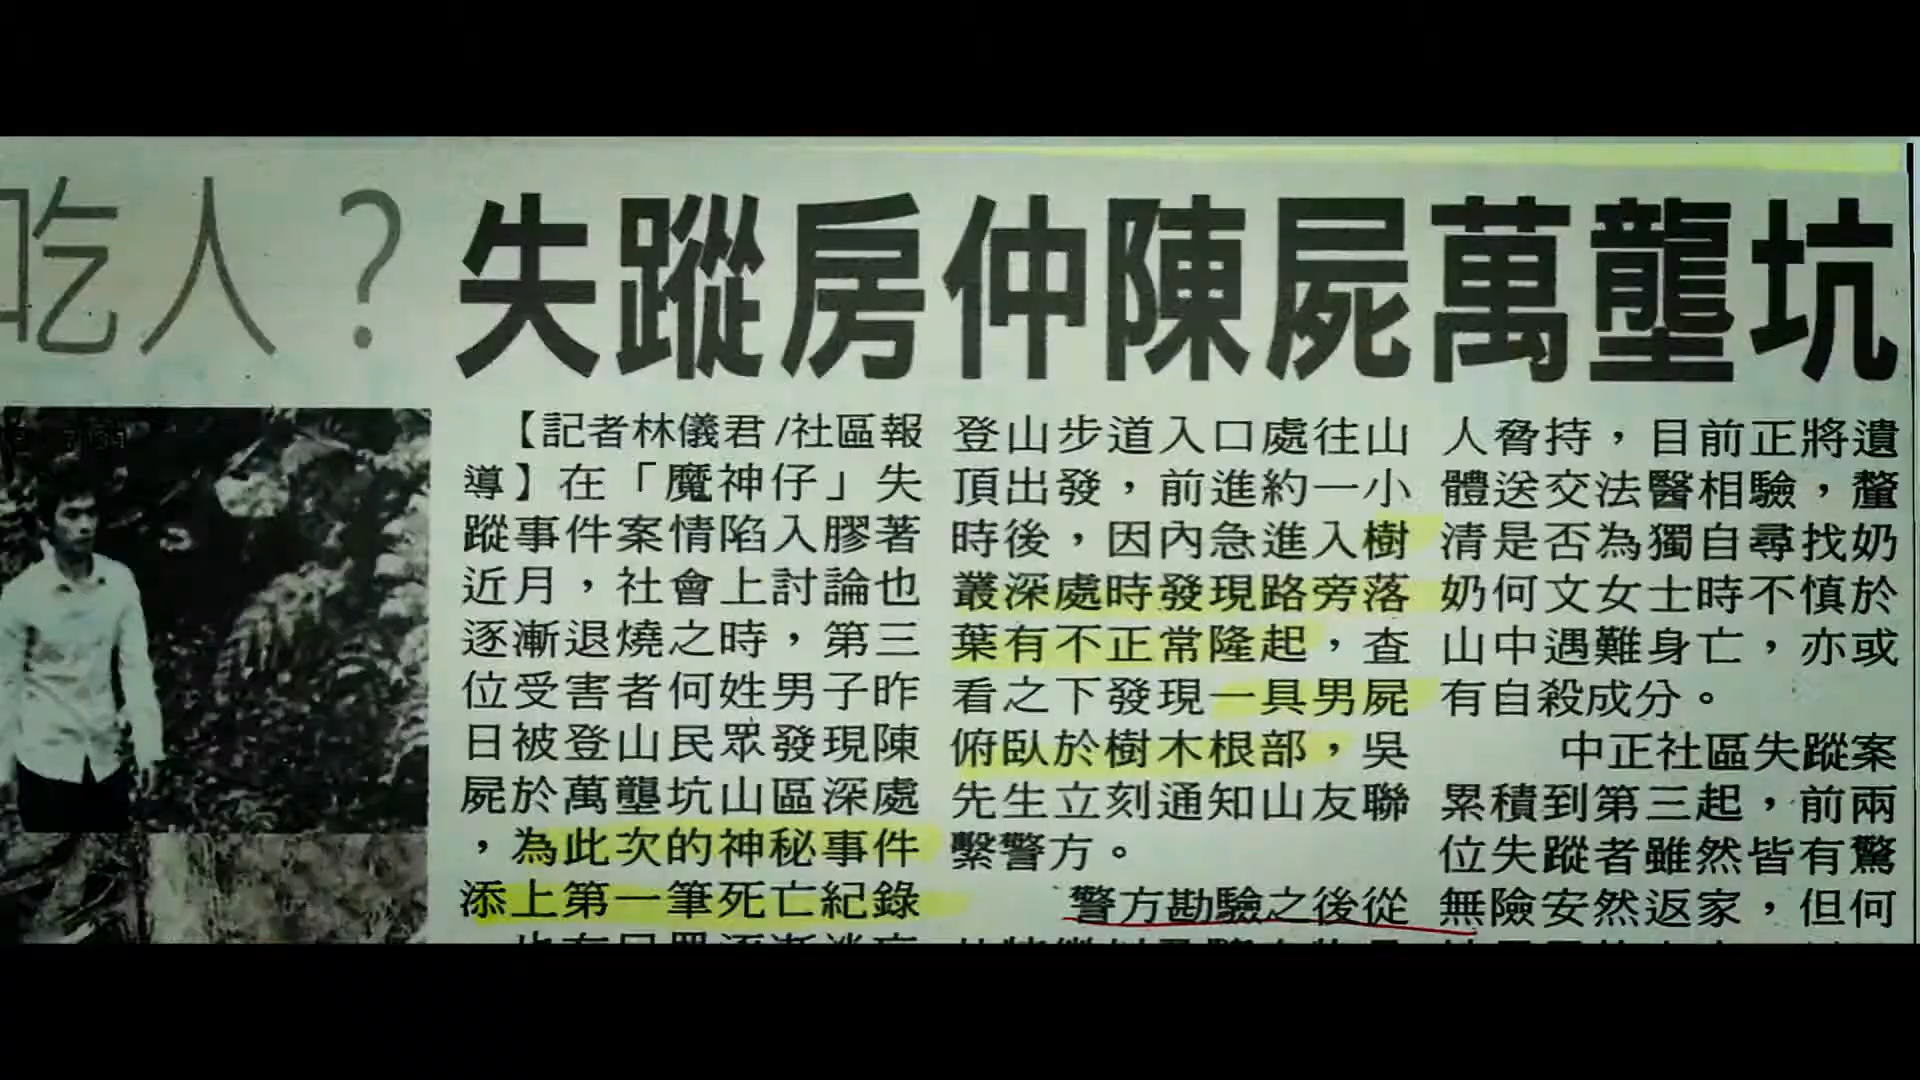 吃人？
失蹤房仲陳屍萬壟坑
【記者林儀君/社區報
導】在「魔神仔」失
蹤事件案情陷入膠著
近月，社會上討論也
逐漸退燒之時，第三
位受害者何姓男子昨
日被登山民眾發現陳
屍於萬壟坑山區深處
，為此次的神秘事件
添上第一筆死亡紀錄
登山步道入口處往山
頂出發，前進約一小
時後，因內急進入樹
叢深處時發現路旁落
葉有不正常隆起，查
看之下發現一具男屍
俯臥於樹木根部，吳
先生立刻通知山友聯
繫警方。
警方勘驗之後從
人脅持，目前正將遺
體送交法醫相驗，釐
清是否為獨自尋找奶
奶何文女士時不慎於
山中遇難身亡，亦或
有自殺成分。
中正社區失蹤案
累積到第三起，前兩
位失蹤者雖然皆有驚
無險安然返家，但何